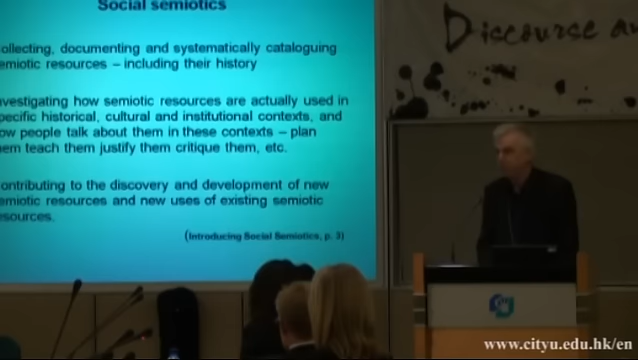 Social semiotics
ollecting, documenting and systematically cataloguing
emiotic resources – including their history
vestigating how semiotic resources are actually used in
pecific historical, cultural and institutional contexts, and
ow people talk about them in these contexts – plan
em teach them justify them critique them, etc.
ontributing to the discovery and development of new
emiotic resources and new uses of existing semiotic
esources.
(Introducing Social Semiotics, p. 3)
Discourse an
www.cityu.edu.hk/en